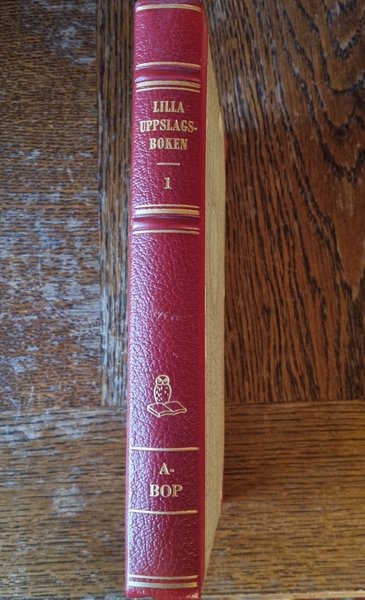 LILLA
UPPSLAGS-
BOKEN
1
A-
BOP